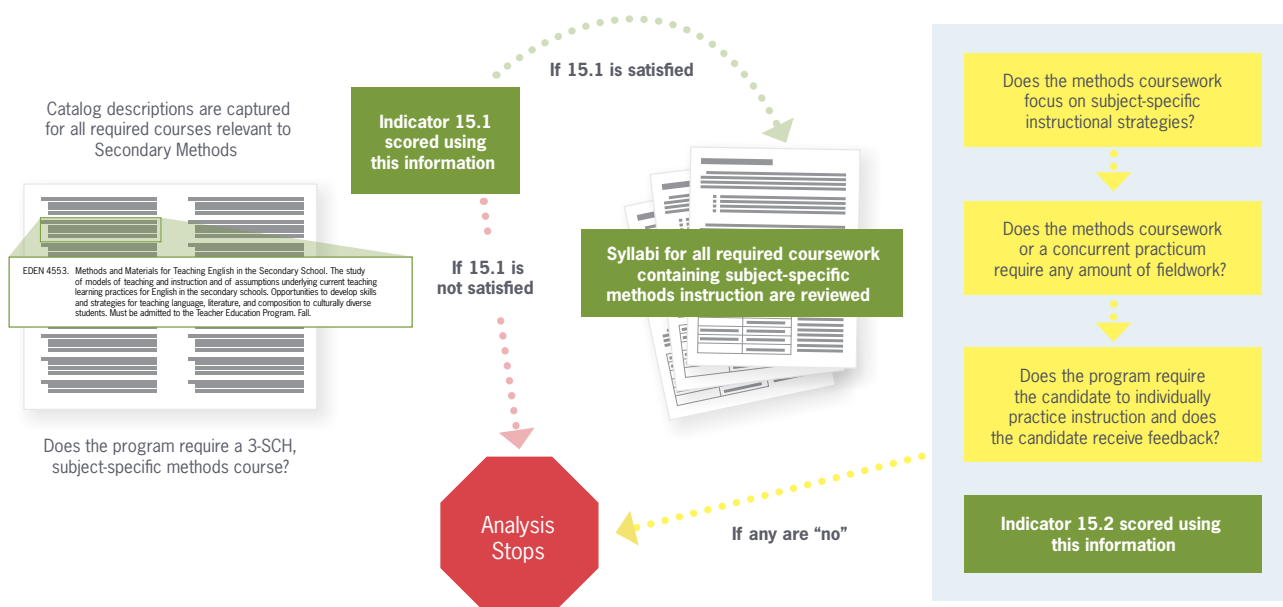 Catalog descriptions are captured
for all required courses relevant to
Secondary Methods
EDEN 4553. Methods and Materials for Teaching English in the Secondary School. The study
of models of teaching and instruction and of assumptions underlying current teaching
learning practices for English in the secondary schools. Opportunities to develop skills
and strategies for teaching language, literature, and composition to culturally diverse
students. Must be admitted to the Teacher Education Program. Fall.
Does the program require a 3-SCH,
subject-specific methods course?
Indicator 15.1
scored using
this information
If 15.1 is satisfied
If 15.1 is
not satisfied
Analysis
Stops
Syllabi for all required coursework
containing subject-specific
methods instruction are reviewed
If any are “no”
Does the methods coursework
focus on subject-specific
instructional strategies?
Does the methods coursework
or a concurrent practicum
require any amount of fieldwork?
Does the program require
the candidate to individually
practice instruction and does
the candidate receive feedback?
Indicator 15.2 scored using
this information